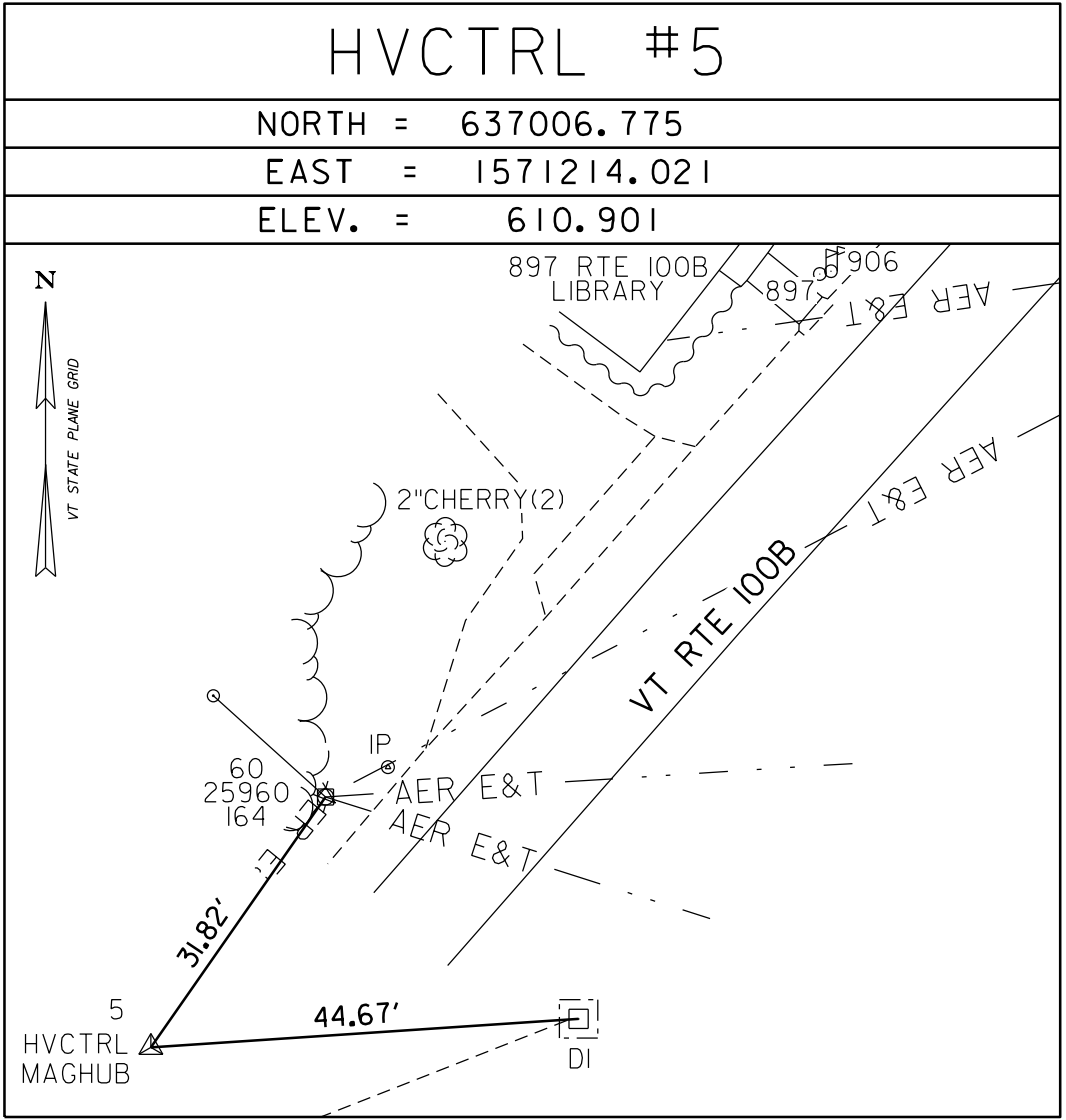 HVCTRL #5
NORTH = 637006.775
EAST = 1571214.021
ELEV. = 610.901
N
VT STATE PLANE GRID
897 RTE 100B
LIBRARY
897
906
AER E&T
AER E&T
2"CHERRY(2)
VT RTE 100B
IP
60
25960
164
AER E&T
AER E&T
31.82'
44.67'
5
HVCTRL
MAGHUB
DI